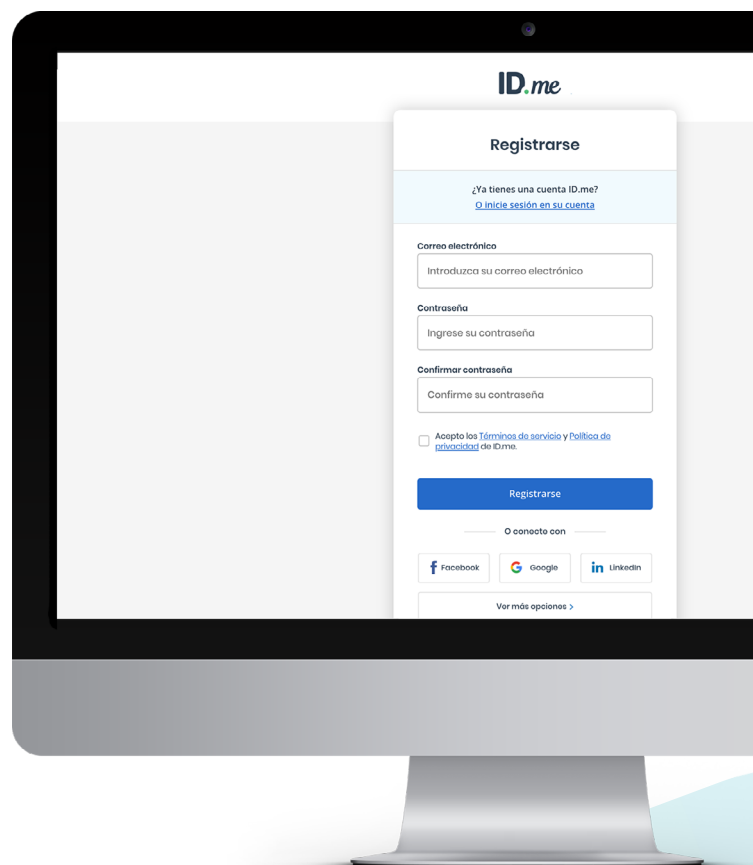 ID.me
Registrarse
¿Ya tienes una cuenta ID.me?
O inicie sesión en su cuenta
Correo electrónico
Introduzca su correo electrónico
Contraseña
Ingrese su contraseña
Confirmar contraseña
Confirme su contraseña
Acepto los Términos de servicio y Política de
privacidad de ID.me.
Registrarse
O conecte con
Facebook Google LinkedIn
Ver más opciones >